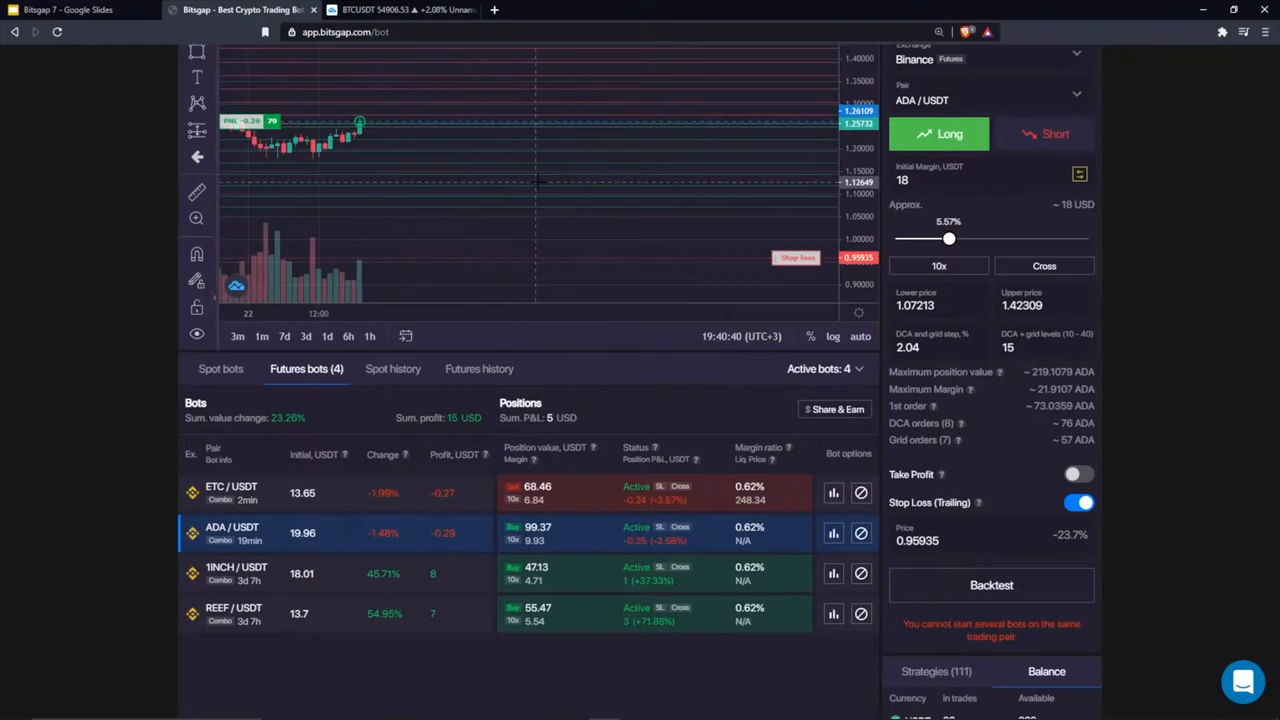 Bitsgap 7 - Google Slides
Bitsgap - Best Crypto Trading Bot
BTCUSDT 54906.53 ▲ +2.08% Unnam
app.bitsgap.com/bot
1.40000
1.35000
1.26109
PNL -0.26 79
1.25732
1.20000
1.15000
1.12649
1.10000
1.05000
1.00000
Stop loss
0.95935
0.90000
22
12:00
3m 1m 7d 3d 1d 6h 1h
19:40:40 (UTC+3)
% log auto
Spot bots
Futures bots (4)
Spot history
Futures history
Active bots: 4
Bots
Sum. value change: 23.26%
Sum. profit: 15 USD
Positions
Sum. P&L: 5 USD
$ Share & Earn
Ex.
Pair
Bot info
Initial, USDT ?
Change ?
Profit, USDT ?
Position value, USDT ?
Margin ?
Status ?
Position P&L, USDT ?
Margin ratio ?
Liq. Price ?
Bot options
ETC / USDT
Combo 2min
13.65
-1.99%
-0.27
Sell 68.46
10x 6.84
Active SL Cross
-0.24 (-3.57%)
0.62%
248.34
ADA / USDT
Combo 19min
19.96
-1.48%
-0.29
Buy 99.37
10x 9.93
Active SL Cross
-0.25 (-2.58%)
0.62%
N/A
1INCH / USDT
Combo 3d 7h
18.01
45.71%
8
Buy 47.13
10x 4.71
Active SL Cross
1 (+37.33%)
0.62%
N/A
REEF / USDT
Combo 3d 7h
13.7
54.95%
7
Buy 55.47
10x 5.54
Active SL Cross
3 (+71.88%)
0.62%
N/A
Exchange
Binance Futures
Pair
ADA / USDT
Long
Short
Initial Margin, USDT
18
Approx.
~ 18 USD
5.57%
10x
Cross
Lower price
1.07213
Upper price
1.42309
DCA and grid step, %
2.04
DCA + grid levels (10 - 40)
15
Maximum position value ? ~ 219.1079 ADA
Maximum Margin ? ~ 21.9107 ADA
1st order ? ~ 73.0359 ADA
DCA orders (8) ? ~ 76 ADA
Grid orders (7) ? ~ 57 ADA
Take Profit ?
Stop Loss (Trailing) ?
Price
0.95935
-23.7%
Backtest
You cannot start several bots on the same
trading pair.
Strategies (111)
Balance
Currency
In trades
Available